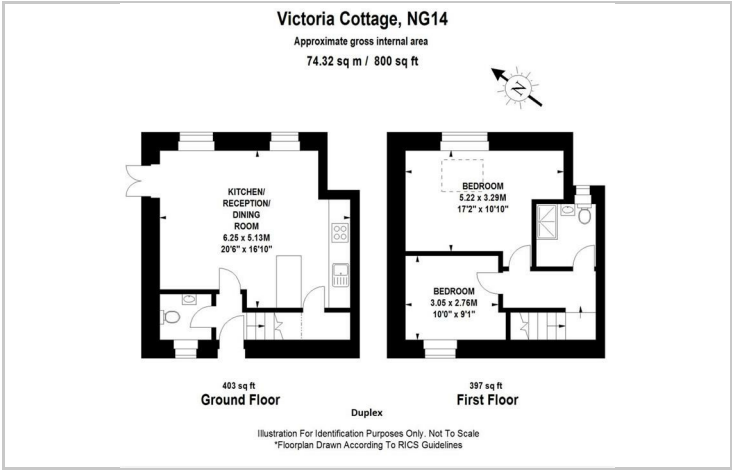 Victoria Cottage, NG14
Approximate gross internal area
74.32 sq m / 800 sq ft
N
KITCHEN/
RECEPTION/
DINING
ROOM
6.25 x 5.13M
20'6" x 16'10"
BEDROOM
5.22 x 3.29M
17'2" x 10'10"
BEDROOM
3.05 x 2.76M
10'0" x 9'1"
403 sq ft
Ground Floor
397 sq ft
First Floor
Duplex
Illustration For Identification Purposes Only. Not To Scale
*Floorplan Drawn According To RICS Guidelines